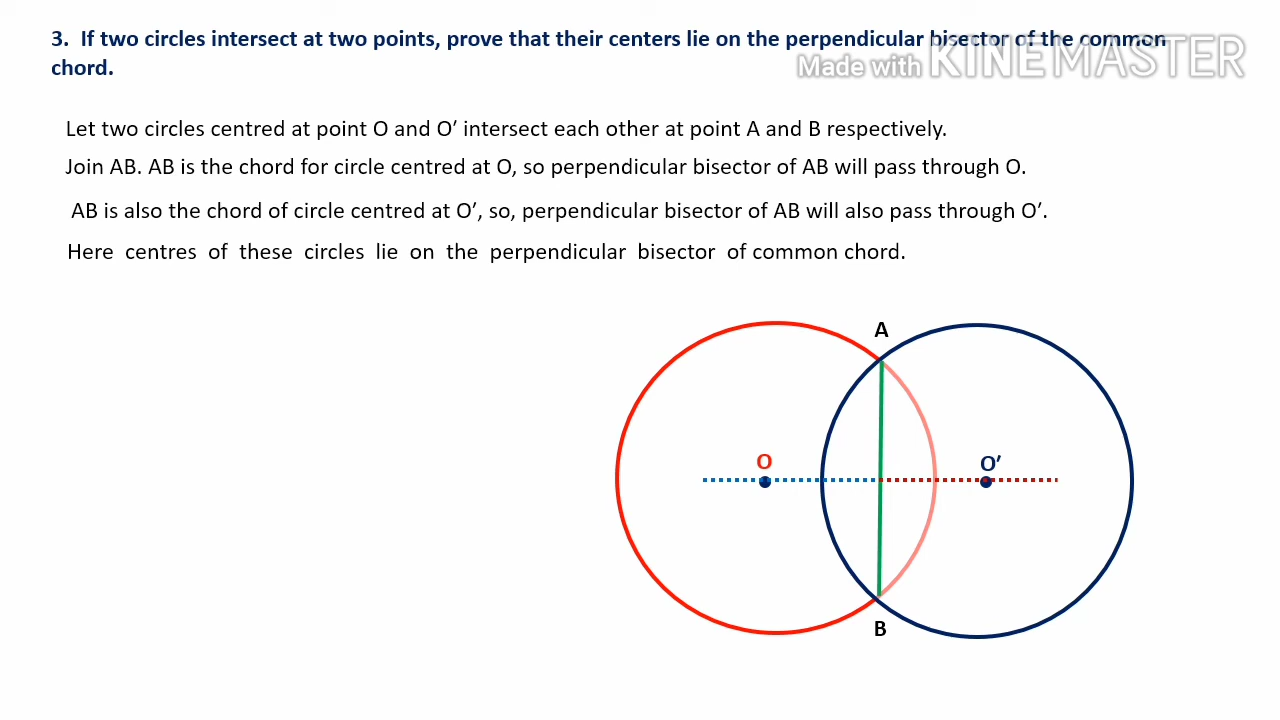 3. If two circles intersect at two points, prove that their centers lie on the perpendicular bisector of the common
chord.
Made with KINEMASTER
Let two circles centred at point O and O′ intersect each other at point A and B respectively.
Join AB. AB is the chord for circle centred at O, so perpendicular bisector of AB will pass through O.
AB is also the chord of circle centred at O′, so, perpendicular bisector of AB will also pass through O′.
Here centres of these circles lie on the perpendicular bisector of common chord.
A
O
O′
B